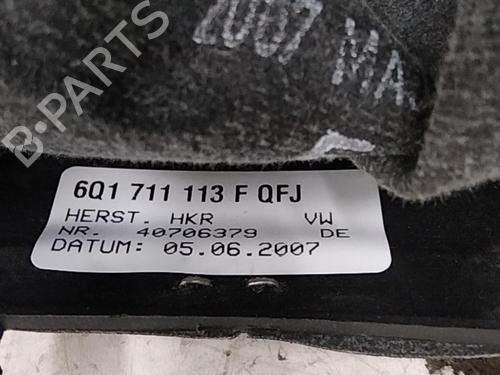 2007 MA
B-PARTS
6Q1 711 113 F QFJ
HERST. HKR VW
NR. 40706379 DE
DATUM: 05.06.2007